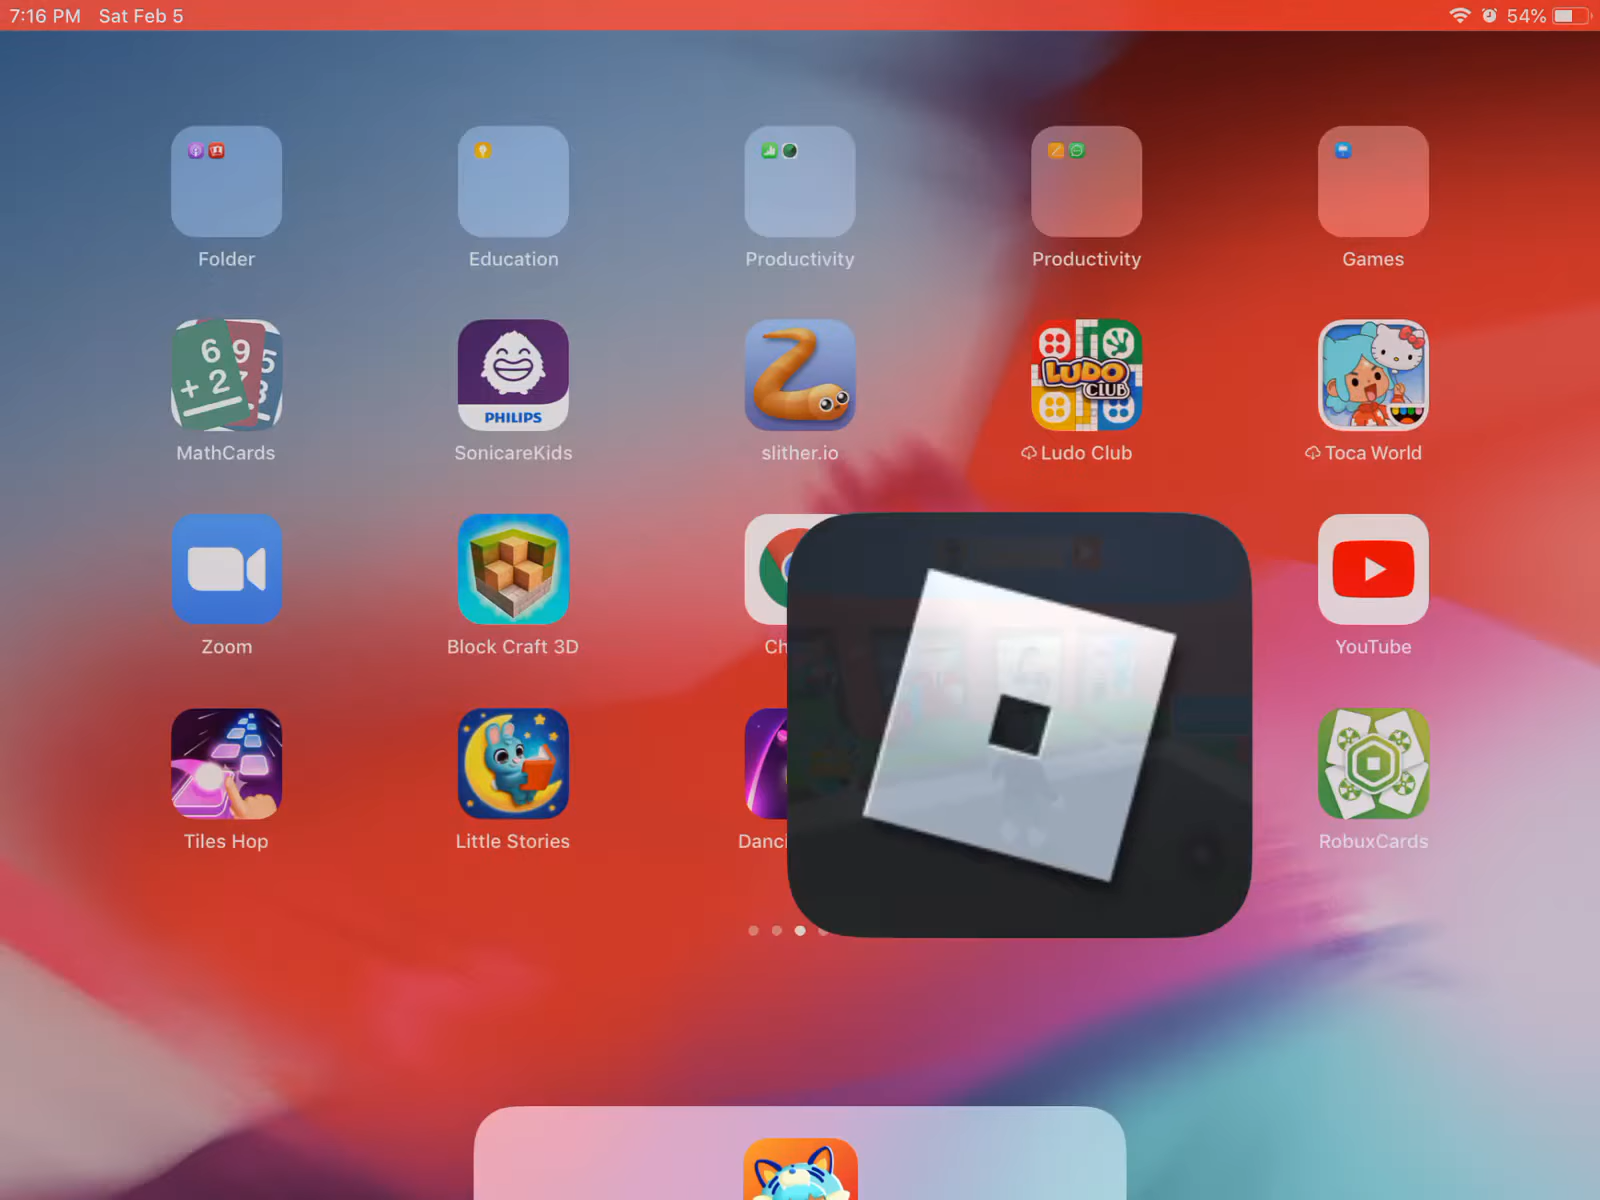 7:16 PM Sat Feb 5
54%
Folder
Education
Productivity
Productivity
Games
6 9 5
+ 2
3
PHILIPS
LUDO
CLUB
MathCards
SonicareKids
slither.io
Ludo Club
Toca World
Zoom
Block Craft 3D
Ch
YouTube
Tiles Hop
Little Stories
Danci
RobuxCards